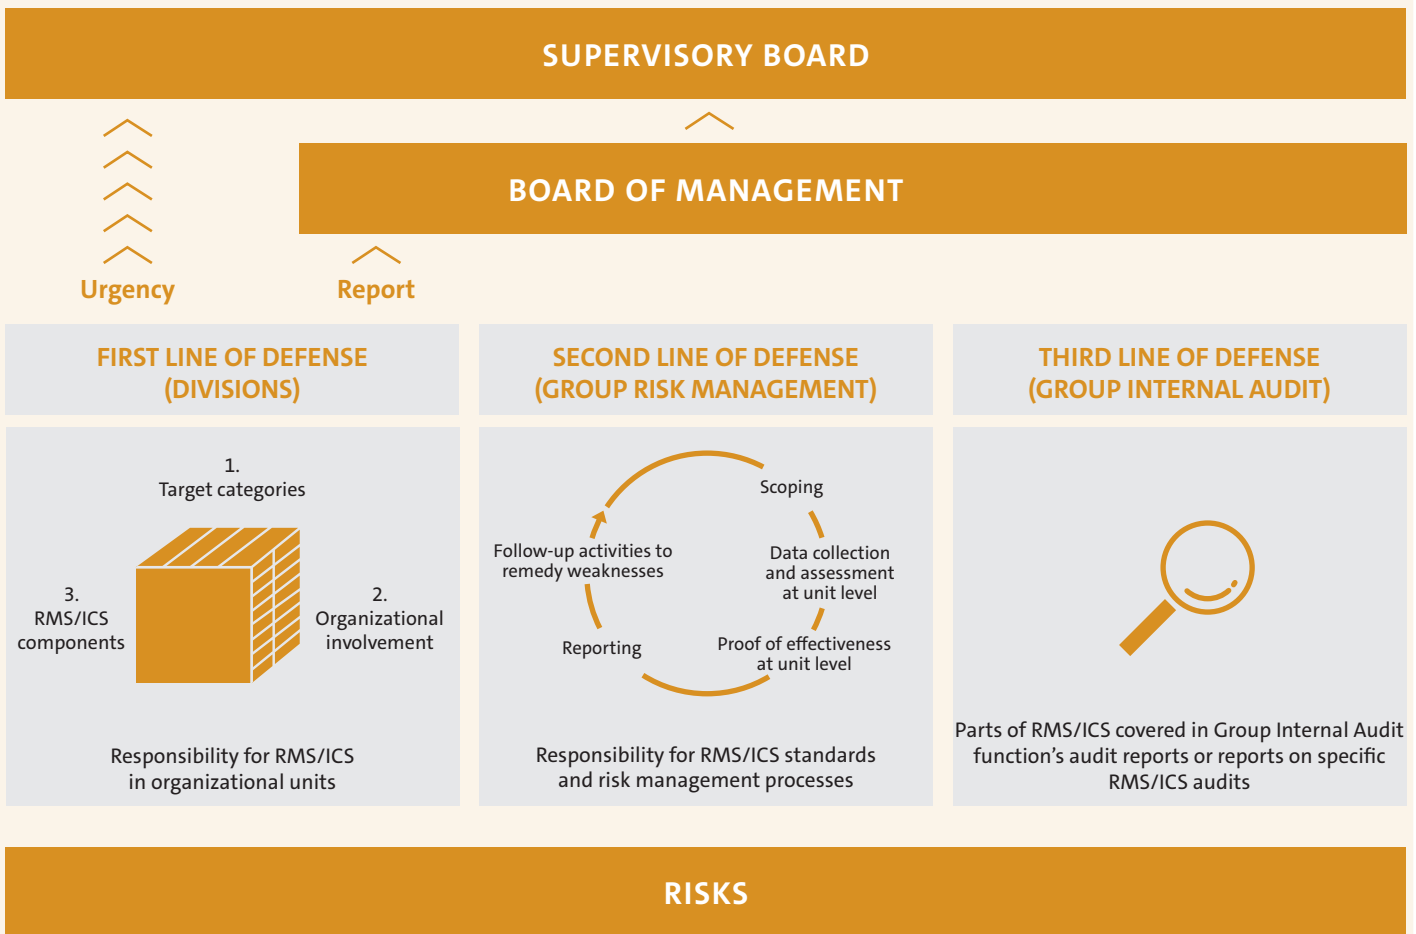 SUPERVISORY BOARD
BOARD OF MANAGEMENT
Urgency
Report
FIRST LINE OF DEFENSE
(DIVISIONS)
1.
Target categories
3.
RMS/ICS
components
2.
Organizational
involvement
Responsibility for RMS/ICS
in organizational units
SECOND LINE OF DEFENSE
(GROUP RISK MANAGEMENT)
Scoping
Data collection
and assessment
at unit level
Proof of effectiveness
at unit level
Reporting
Follow-up activities to
remedy weaknesses
Responsibility for RMS/ICS standards
and risk management processes
THIRD LINE OF DEFENSE
(GROUP INTERNAL AUDIT)
Parts of RMS/ICS covered in Group Internal Audit
function’s audit reports or reports on specific
RMS/ICS audits
RISKS